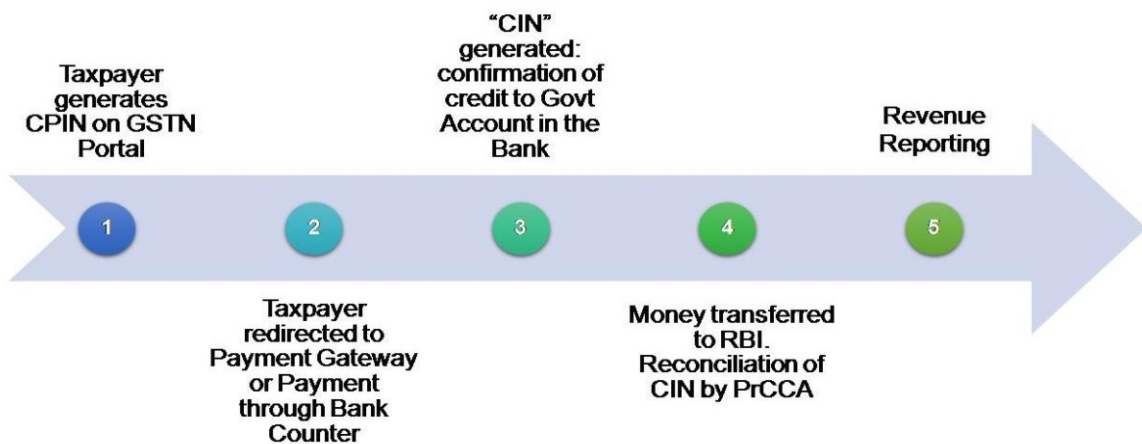 Taxpayer
generates
CPIN on GSTN
Portal
1
Taxpayer
redirected to
Payment Gateway
or Payment
through Bank
Counter
2
“CIN”
generated:
confirmation of
credit to Govt
Account in the
Bank
3
Money transferred
to RBI.
Reconciliation of
CIN by PrCCA
4
Revenue
Reporting
5